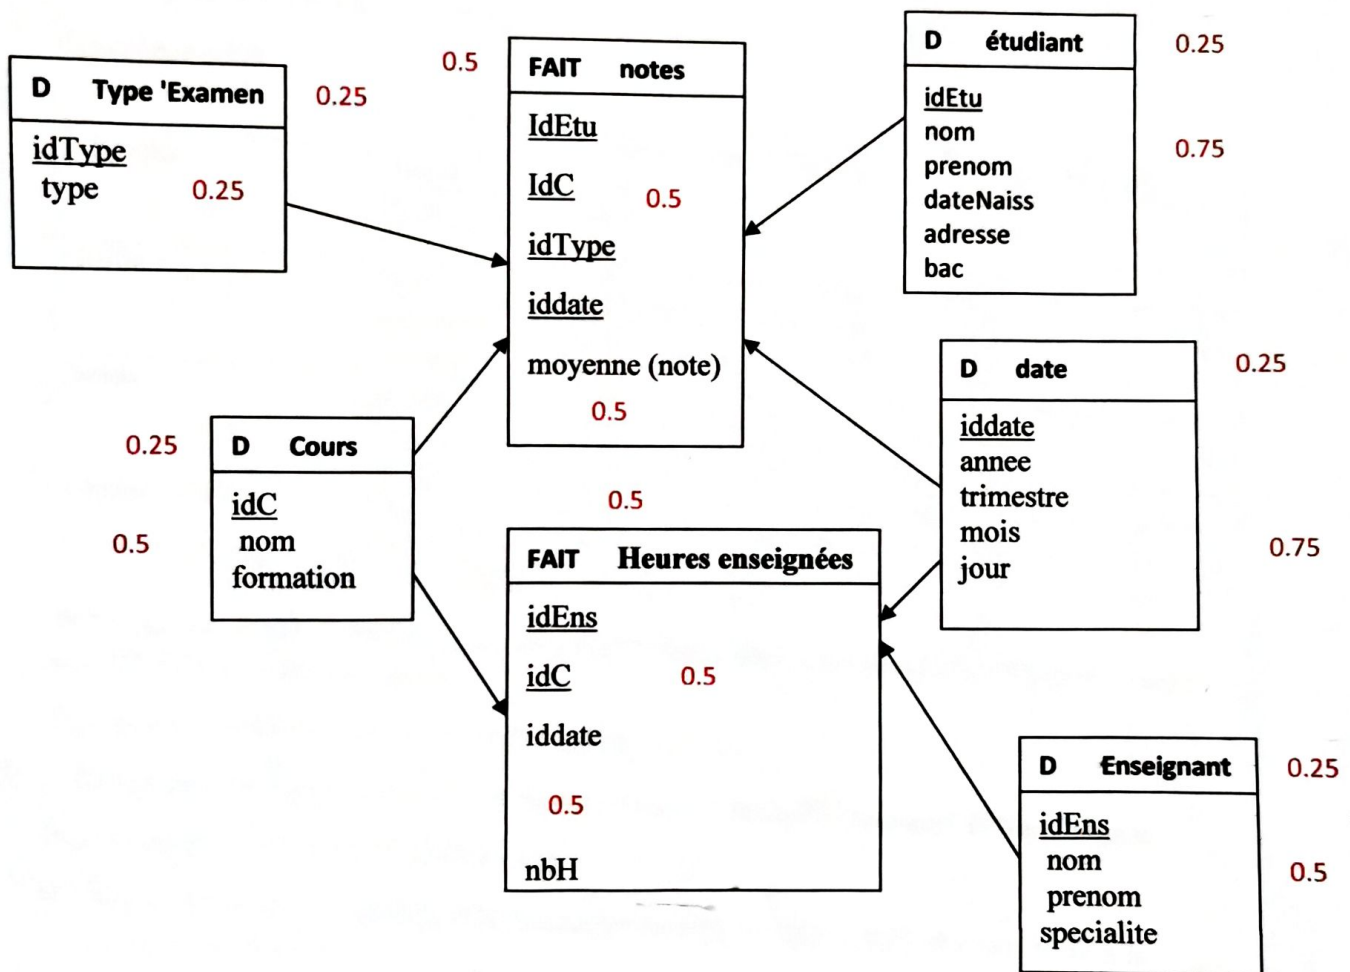 D Type 'Examen
0.25
idType
type
0.25
0.5
FAIT notes
IdEtu
IdC
0.5
idType
iddate
moyenne (note)
0.5
D étudiant
0.25
idEtu
nom
0.75
prenom
dateNaiss
adresse
bac
D date
0.25
iddate
annee
trimestre
mois
0.75
jour
0.25
D Cours
idC
0.5
nom
formation
0.5
FAIT Heures enseignées
idEns
idC
0.5
iddate
0.5
nbH
D Enseignant
0.25
idEns
nom
0.5
prenom
specialite